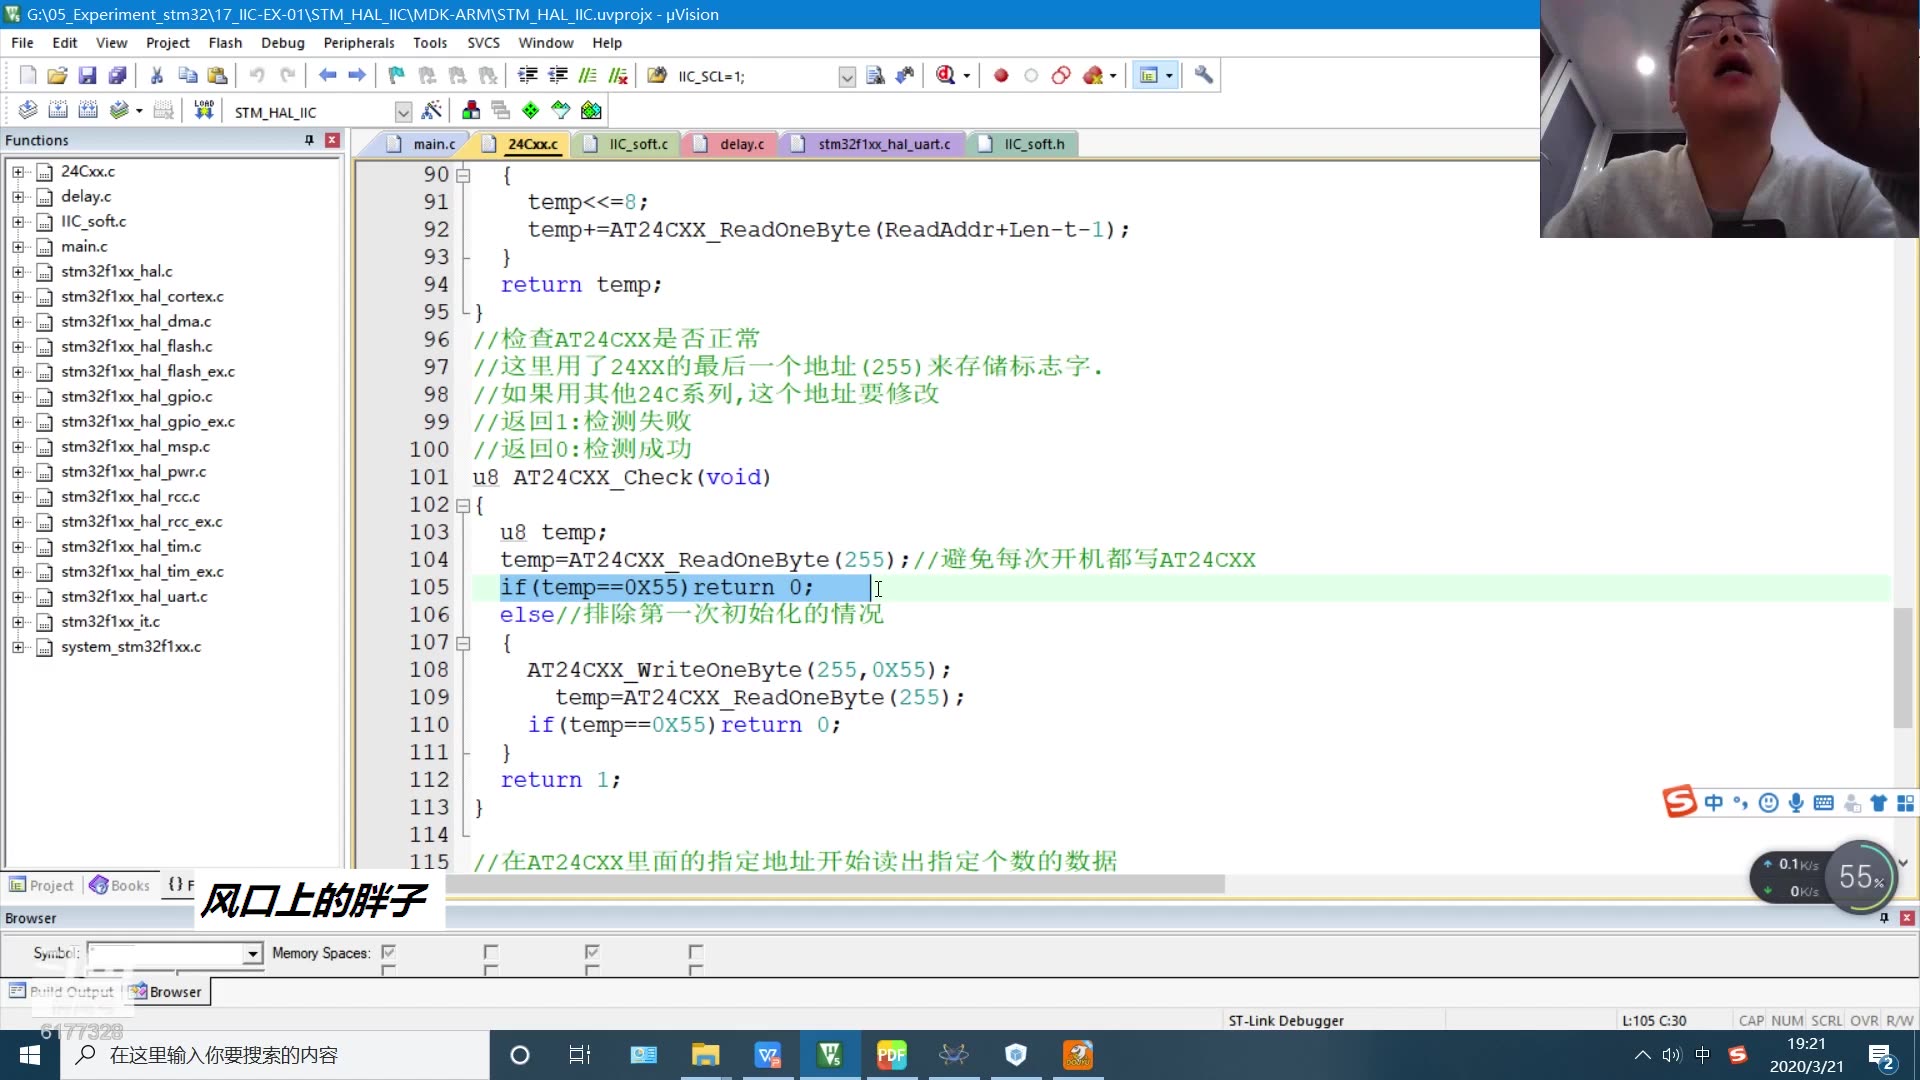 G:\05_Experiment_stm32\17_IIC-EX-01\STM_HAL_IIC\MDK-ARM\STM_HAL_IIC.uvprojx - µVision
File Edit View Project Flash Debug Peripherals Tools SVCS Window Help
IIC_SCL=1;
LOAD STM_HAL_IIC
Functions
main.c 24Cxx.c IIC_soft.c delay.c stm32f1xx_hal_uart.c IIC_soft.h
24Cxx.c
delay.c
IIC_soft.c
main.c
stm32f1xx_hal.c
stm32f1xx_hal_cortex.c
stm32f1xx_hal_dma.c
stm32f1xx_hal_flash.c
stm32f1xx_hal_flash_ex.c
stm32f1xx_hal_gpio.c
stm32f1xx_hal_gpio_ex.c
stm32f1xx_hal_msp.c
stm32f1xx_hal_pwr.c
stm32f1xx_hal_rcc.c
stm32f1xx_hal_rcc_ex.c
stm32f1xx_hal_tim.c
stm32f1xx_hal_tim_ex.c
stm32f1xx_hal_uart.c
stm32f1xx_it.c
system_stm32f1xx.c
90 {
91 temp<<=8;
92 temp+=AT24CXX_ReadOneByte(ReadAddr+Len-t-1);
93 }
94 return temp;
95 }
96 //检查AT24CXX是否正常
97 //这里用了24XX的最后一个地址(255)来存储标志字.
98 //如果用其他24C系列,这个地址要修改
99 //返回1:检测失败
100 //返回0:检测成功
101 u8 AT24CXX_Check(void)
102 {
103 u8 temp;
104 temp=AT24CXX_ReadOneByte(255);//避免每次开机都写AT24CXX
105 if(temp==0X55)return 0;
106 else//排除第一次初始化的情况
107 {
108 AT24CXX_WriteOneByte(255,0X55);
109 temp=AT24CXX_ReadOneByte(255);
110 if(temp==0X55)return 0;
111 }
112 return 1;
113 }
114
115 //在AT24CXX里面的指定地址开始读出指定个数的数据
中
0.1K/s
0K/s
55%
Project Books {} F
风口上的胖子
Browser
Symbol: Memory Spaces:
Build Output Browser
6177328
ST-Link Debugger L:105 C:30 CAP NUM SCRL OVR R/W
在这里输入你要搜索的内容
PDF
中
19:21
2020/3/21
2